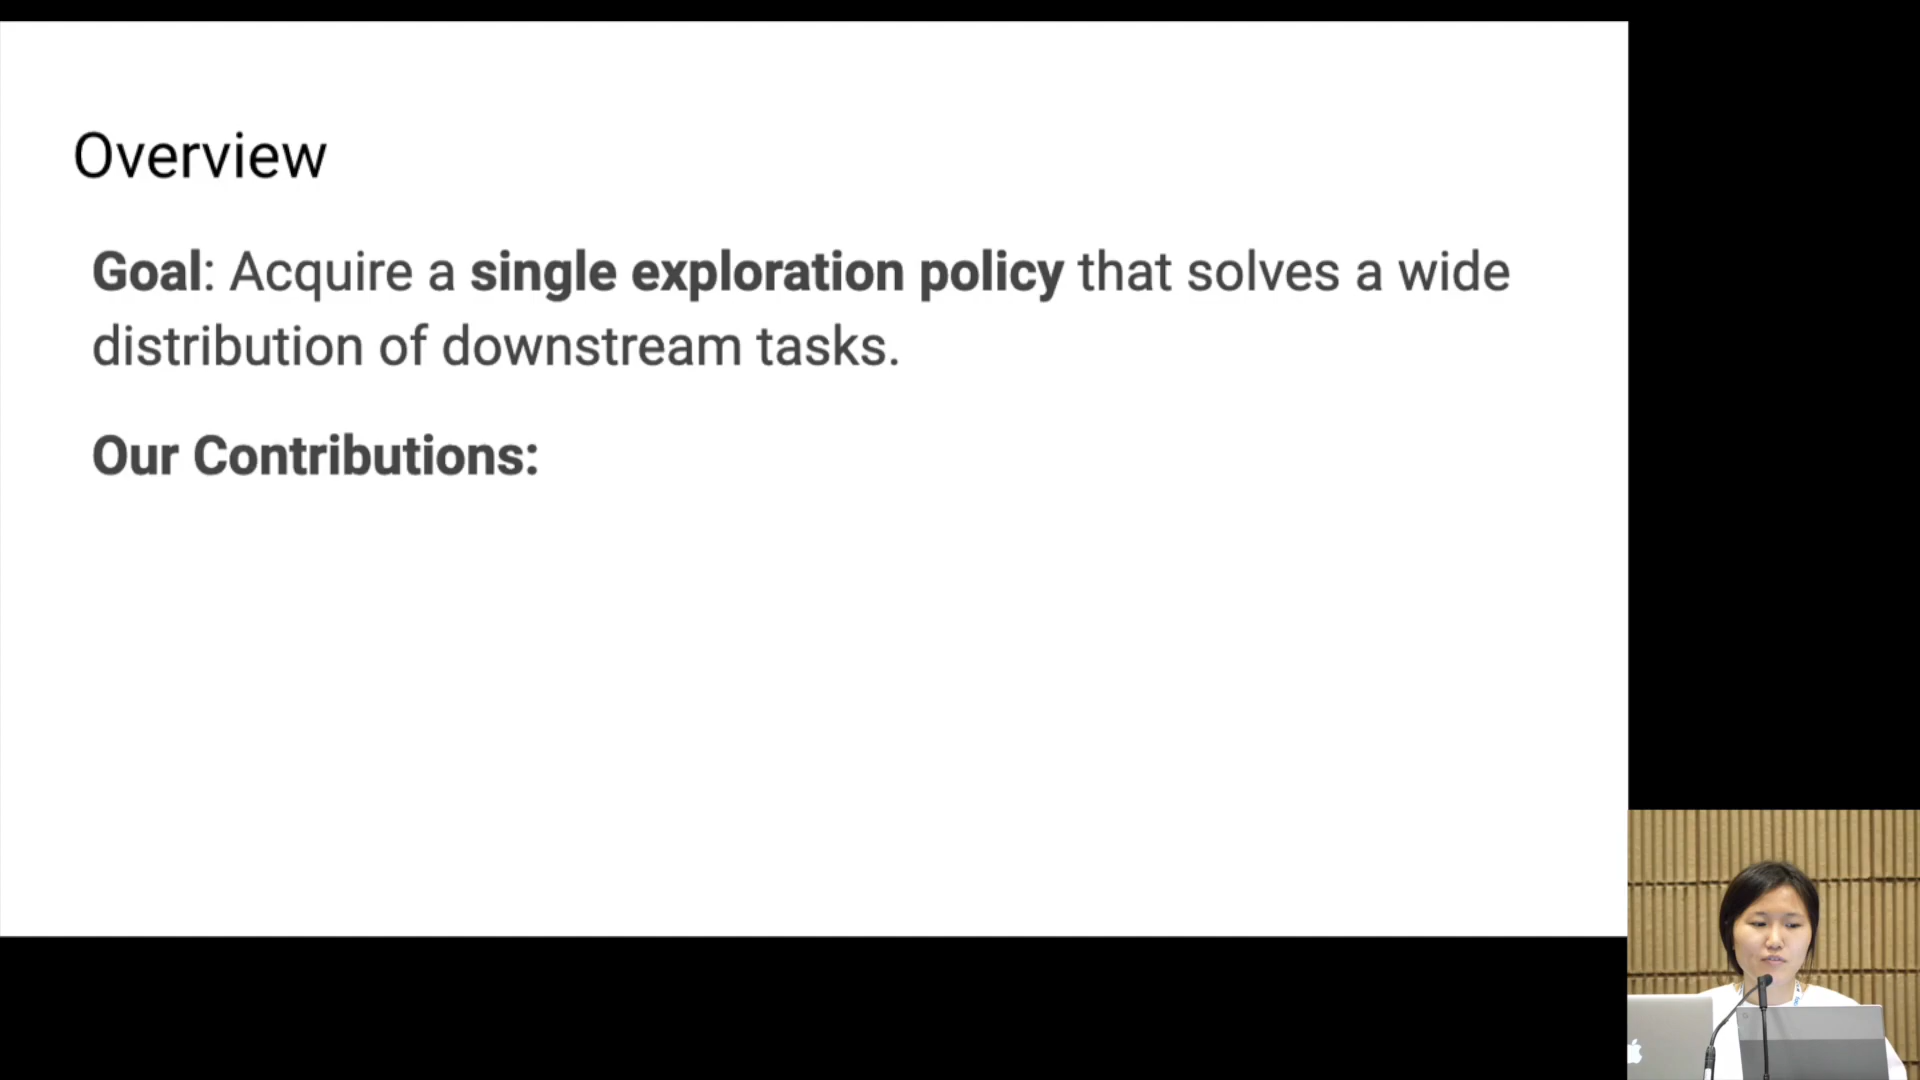 Overview
Goal: Acquire a single exploration policy that solves a wide
distribution of downstream tasks.
Our Contributions: